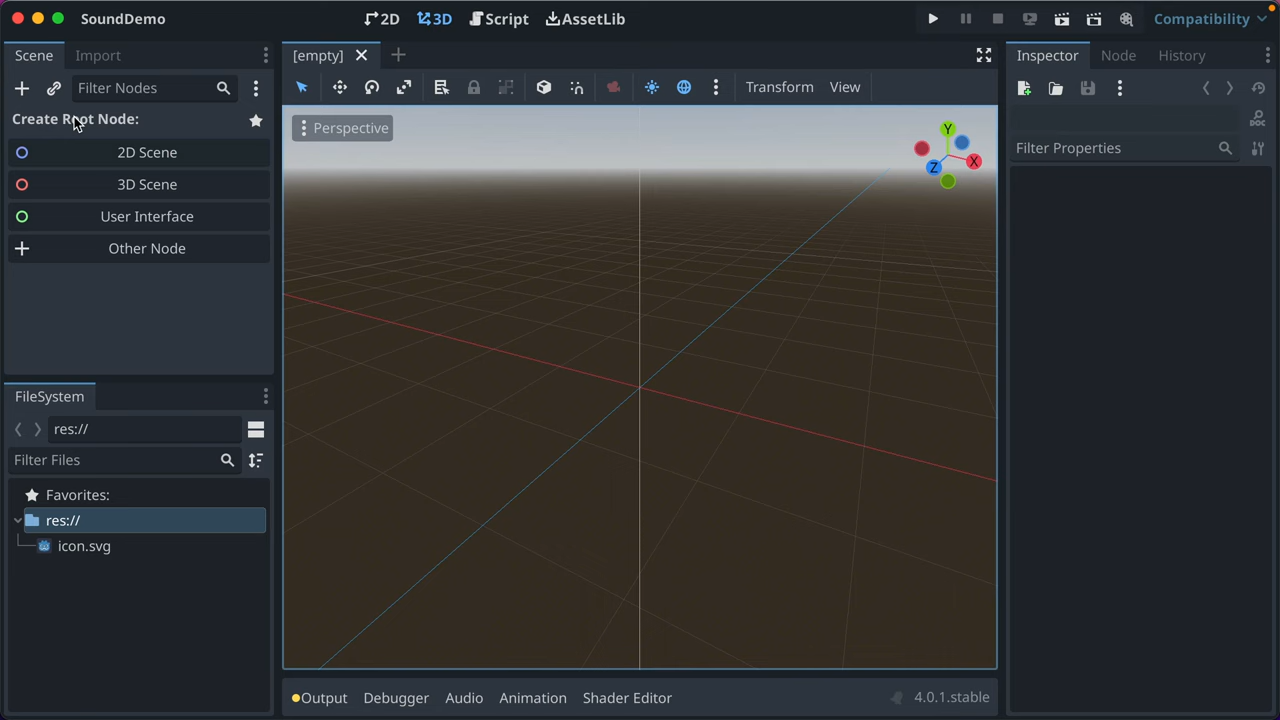 SoundDemo
2D
3D
Script
AssetLib
Compatibility
Scene
Import
[empty]
Inspector
Node
History
Filter Nodes
Transform
View
Create Root Node:
Perspective
Y
X
Z
DOC
Filter Properties
2D Scene
3D Scene
User Interface
Other Node
FileSystem
res://
Filter Files
Favorites:
res://
icon.svg
Output
Debugger
Audio
Animation
Shader Editor
4.0.1.stable